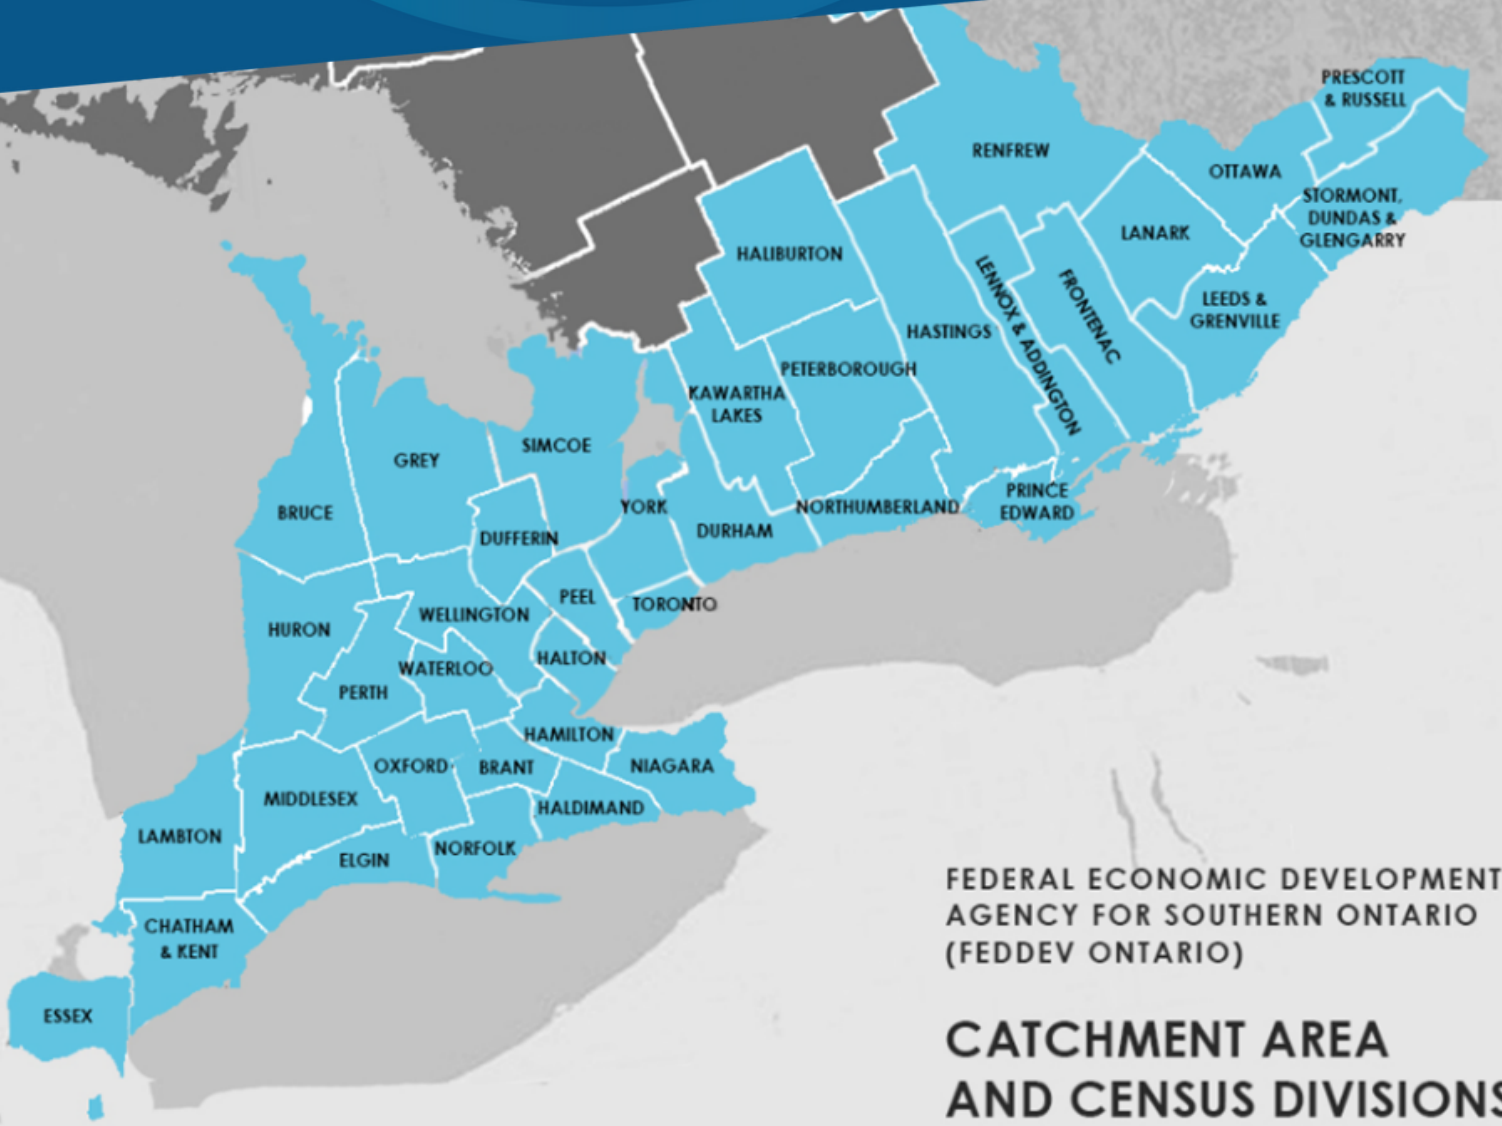 PRESCOTT
& RUSSELL
RENFREW
OTTAWA
STORMONT,
DUNDAS &
GLENGARRY
LANARK
HALIBURTON
LENNOX & ADDINGTON
FRONTENAC
LEEDS &
GRENVILLE
HASTINGS
PETERBOROUGH
KAWARTHA
LAKES
SIMCOE
GREY
BRUCE
YORK
NORTHUMBERLAND
PRINCE
EDWARD
DURHAM
DUFFERIN
PEEL
TORONTO
WELLINGTON
HURON
HALTON
WATERLOO
PERTH
HAMILTON
OXFORD
BRANT
NIAGARA
MIDDLESEX
HALDIMAND
LAMBTON
NORFOLK
ELGIN
CHATHAM
& KENT
ESSEX
FEDERAL ECONOMIC DEVELOPMENT
AGENCY FOR SOUTHERN ONTARIO
(FEDDEV ONTARIO)
CATCHMENT AREA
AND CENSUS DIVISIONS